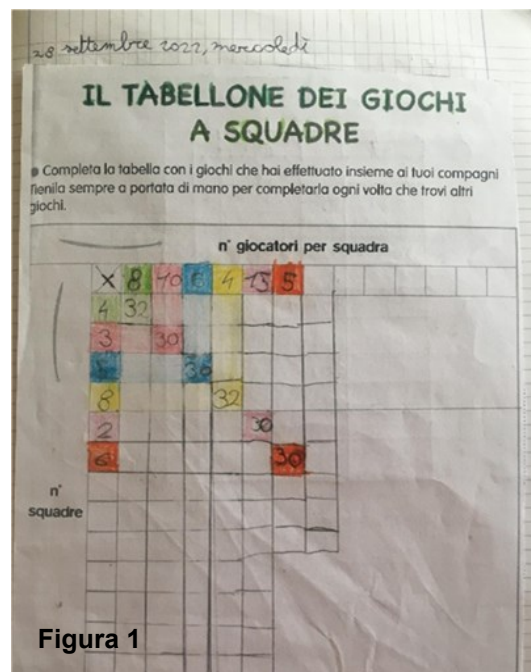 28 settembre 2022, mercoledì
IL TABELLONE DEI GIOCHI
A SQUADRE
Completa la tabella con i giochi che hai effettuato insieme ai tuoi compagni
Tienila sempre a portata di mano per completarla ogni volta che trovi altri
giochi.
n° giocatori per squadra
X 8 10 6 4 15 5
4 32
3 30
30
8 32
2 30
6 30
n°
squadre
Figura 1